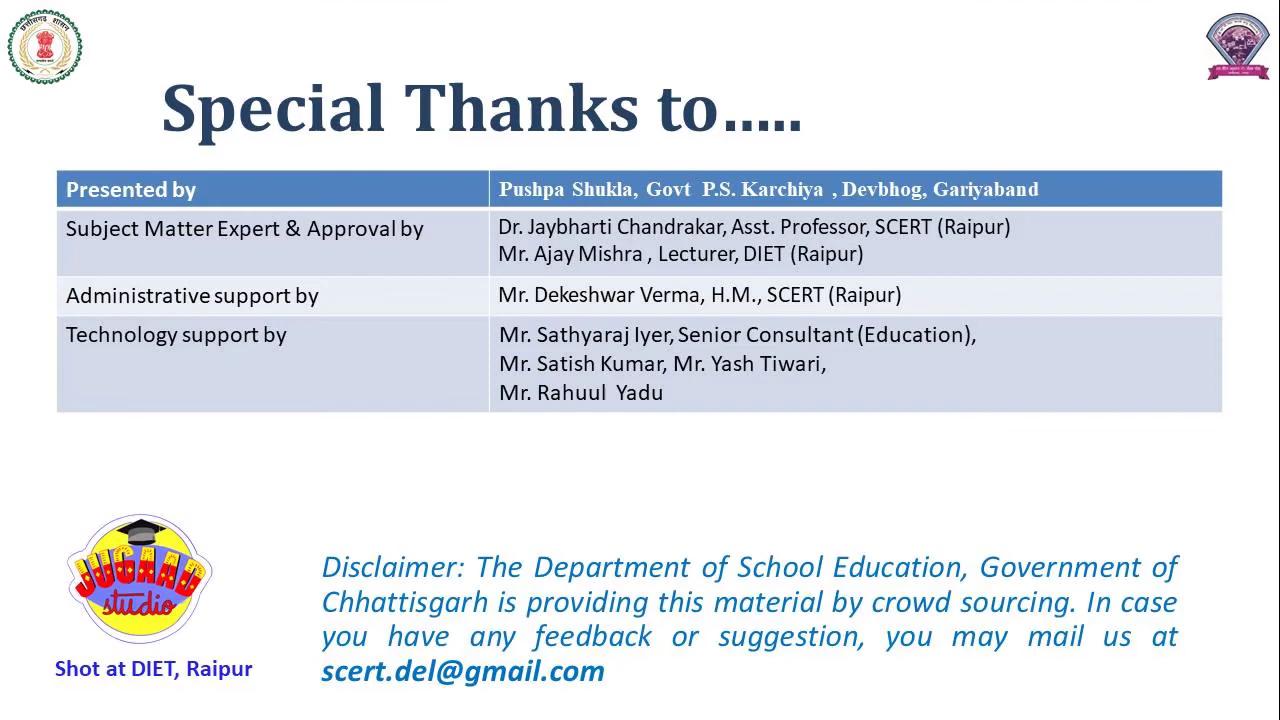 छत्तीसगढ़ शासन
Special Thanks to.....
Presented by
Pushpa Shukla, Govt P.S. Karchiya , Devbhog, Gariyaband
Subject Matter Expert & Approval by
Dr. Jaybharti Chandrakar, Asst. Professor, SCERT (Raipur)
Mr. Ajay Mishra , Lecturer, DIET (Raipur)
Administrative support by
Mr. Dekeshwar Verma, H.M., SCERT (Raipur)
Technology support by
Mr. Sathyaraj Iyer, Senior Consultant (Education),
Mr. Satish Kumar, Mr. Yash Tiwari,
Mr. Rahuul Yadu
JUGAAD
studio
Shot at DIET, Raipur
Disclaimer: The Department of School Education, Government of
Chhattisgarh is providing this material by crowd sourcing. In case
you have any feedback or suggestion, you may mail us at
scert.del@gmail.com